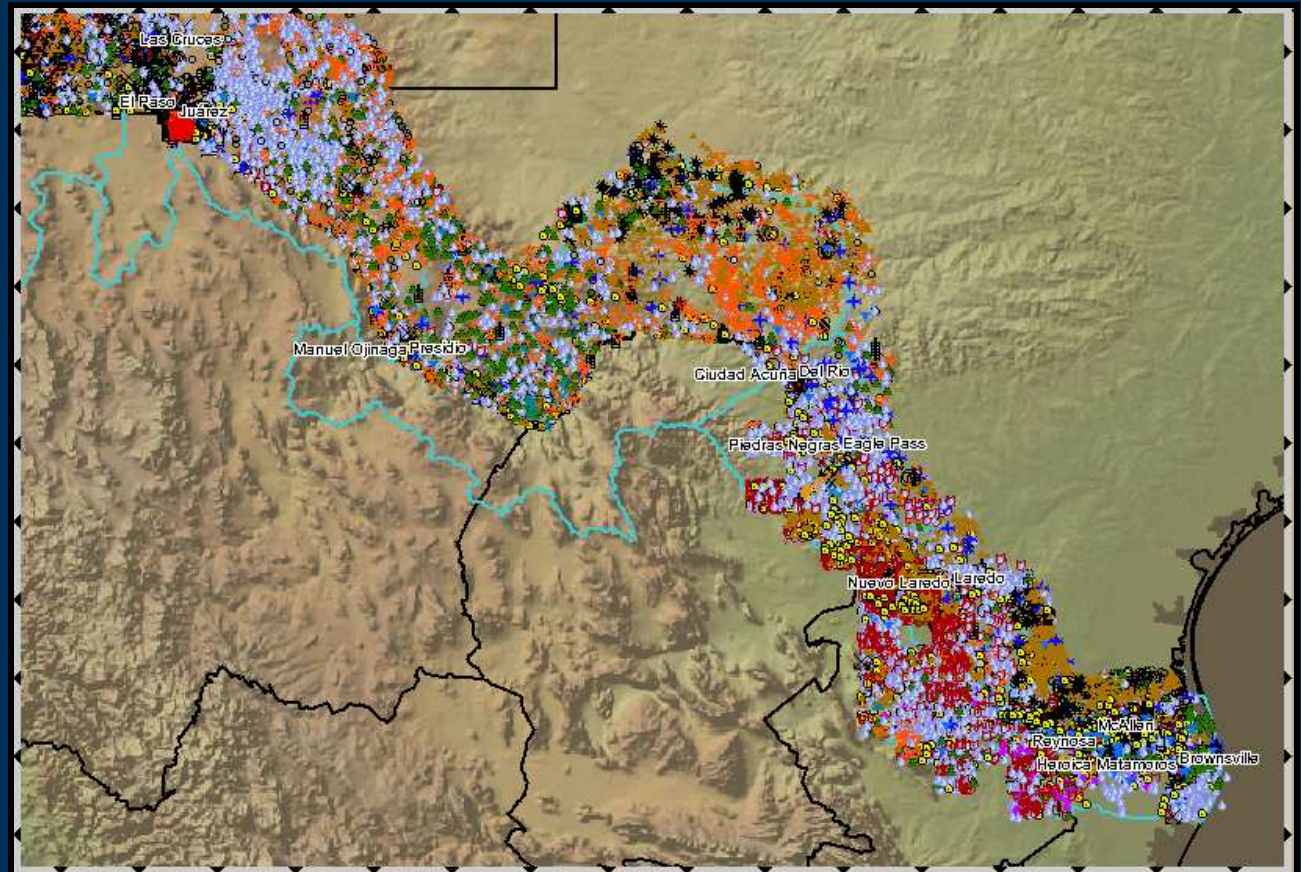 Las Cruces
El Paso
Juárez
Manuel Ojinaga Presidio
Ciudad Acuña Del Rio
Piedras Negras Eagle Pass
Nuevo Laredo Laredo
McAllen
Reynosa
Heroica Matamoros Brownsville